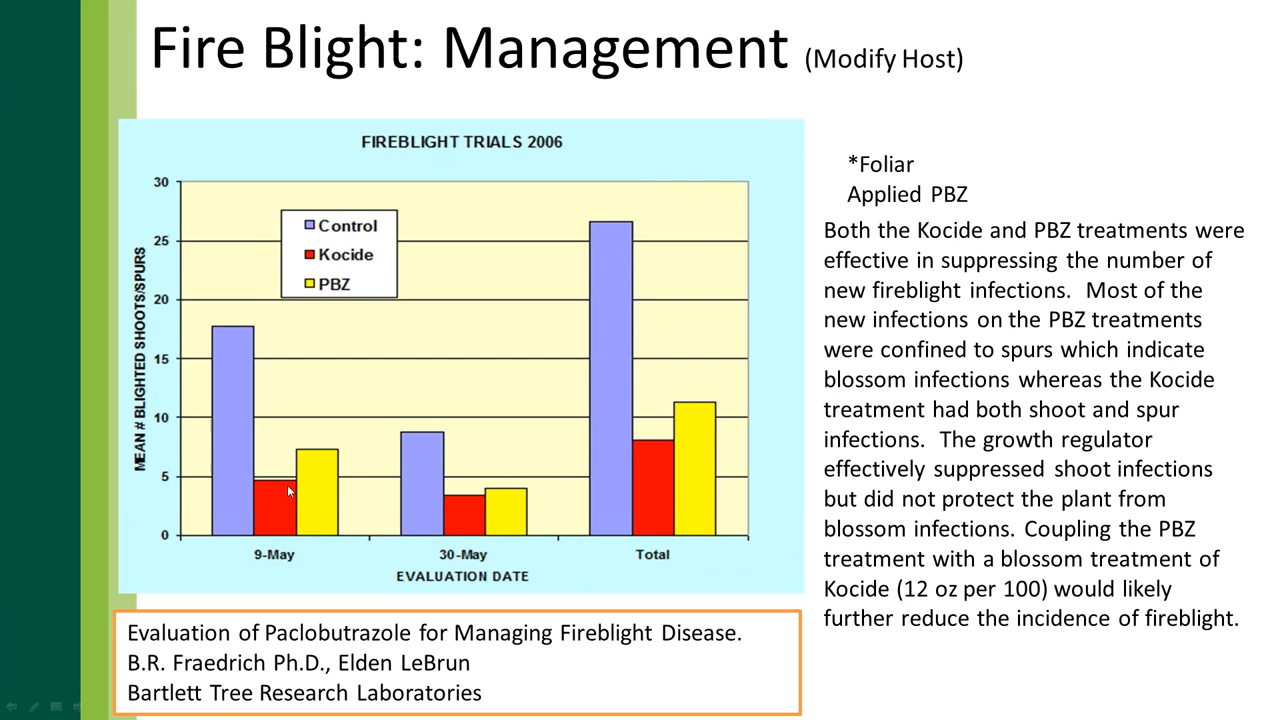 Fire Blight: Management (Modify Host)
FIREBLIGHT TRIALS 2006
MEAN # BLIGHTED SHOOTS/SPURS
30
25
20
15
10
5
0
Control
Kocide
PBZ
9-May
30-May
Total
EVALUATION DATE
*Foliar
Applied PBZ
Both the Kocide and PBZ treatments were
effective in suppressing the number of
new fireblight infections. Most of the
new infections on the PBZ treatments
were confined to spurs which indicate
blossom infections whereas the Kocide
treatment had both shoot and spur
infections. The growth regulator
effectively suppressed shoot infections
but did not protect the plant from
blossom infections. Coupling the PBZ
treatment with a blossom treatment of
Kocide (12 oz per 100) would likely
further reduce the incidence of fireblight.
Evaluation of Paclobutrazole for Managing Fireblight Disease.
B.R. Fraedrich Ph.D., Elden LeBrun
Bartlett Tree Research Laboratories